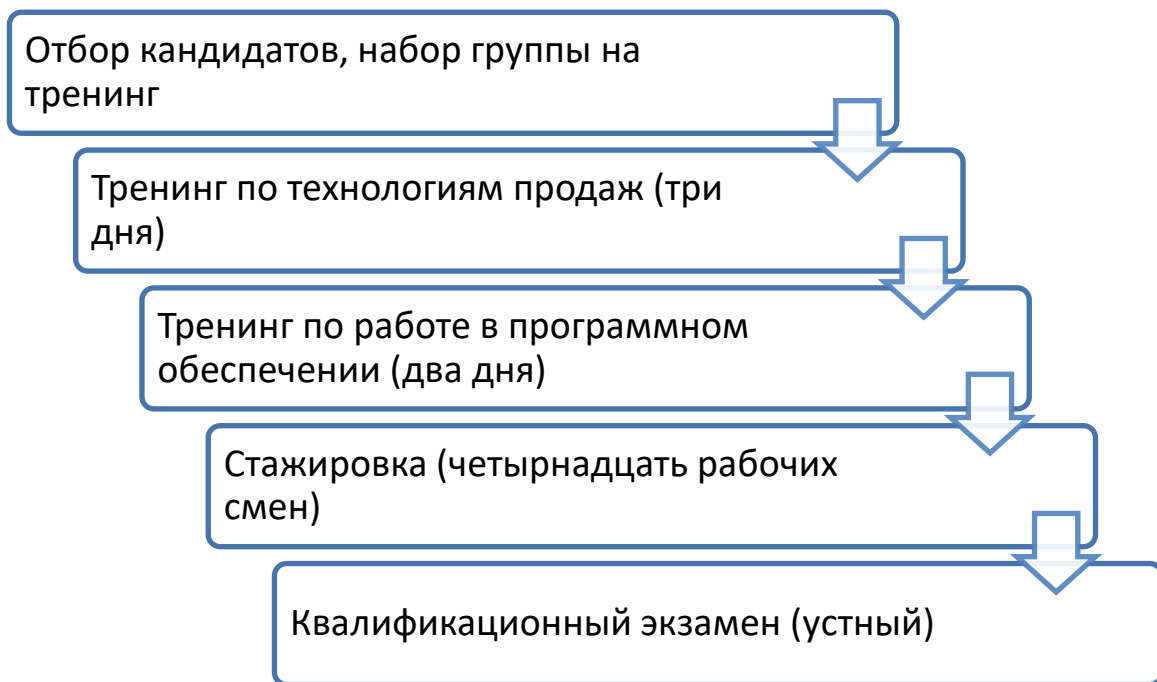 Отбор кандидатов, набор группы на
тренинг
Тренинг по технологиям продаж (три
дня)
Тренинг по работе в программном
обеспечении (два дня)
Стажировка (четырнадцать рабочих
смен)
Квалификационный экзамен (устный)